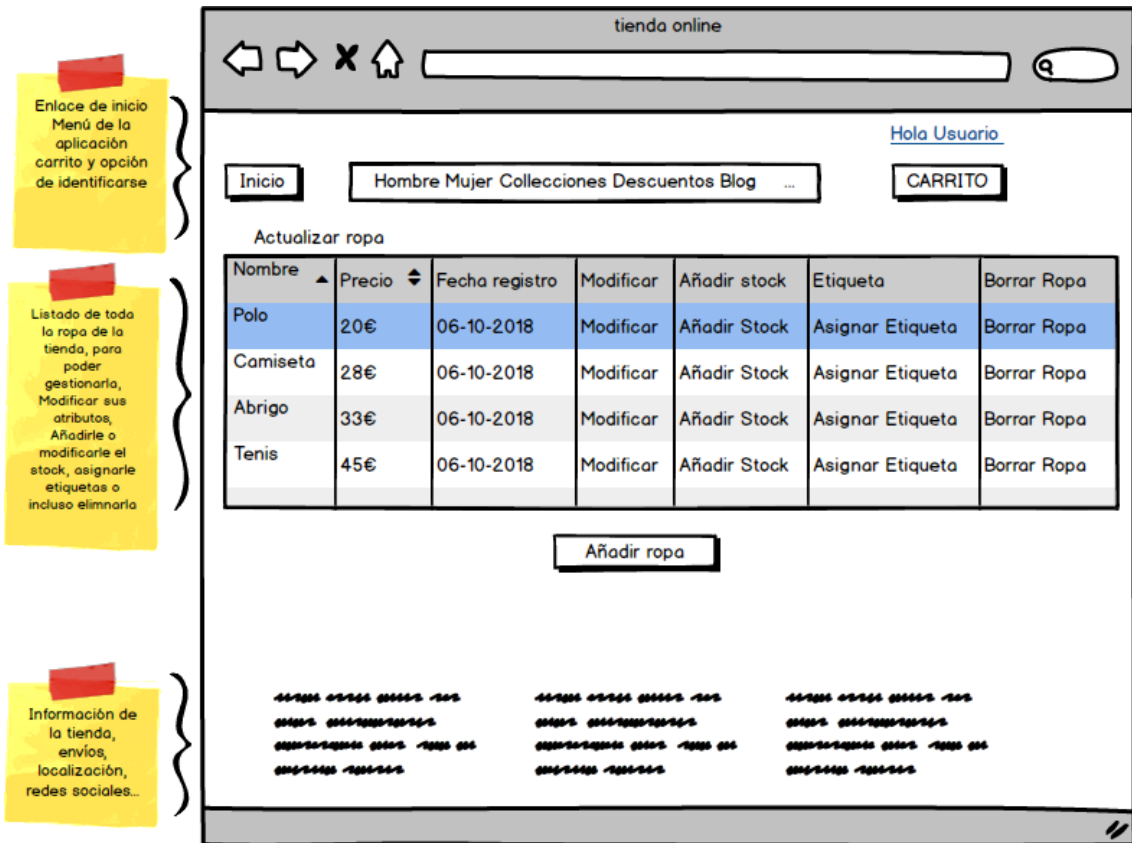 tienda online
Enlace de inicio
Menú de la
aplicación
carrito y opción
de identificarse
Hola Usuario
Inicio
Hombre Mujer Collecciones Descuentos Blog ...
CARRITO
Actualizar ropa
Listado de toda
la ropa de la
tienda, para
poder
gestionarla,
Modificar sus
atributos,
Añadirle o
modificarle el
stock, asignarle
etiquetas o
incluso elimnarla
Nombre Precio Fecha registro Modificar Añadir stock Etiqueta Borrar Ropa
Polo 20€ 06-10-2018 Modificar Añadir Stock Asignar Etiqueta Borrar Ropa
Camiseta 28€ 06-10-2018 Modificar Añadir Stock Asignar Etiqueta Borrar Ropa
Abrigo 33€ 06-10-2018 Modificar Añadir Stock Asignar Etiqueta Borrar Ropa
Tenis 45€ 06-10-2018 Modificar Añadir Stock Asignar Etiqueta Borrar Ropa
Añadir ropa
Información de
la tienda,
envíos,
localización,
redes sociales...